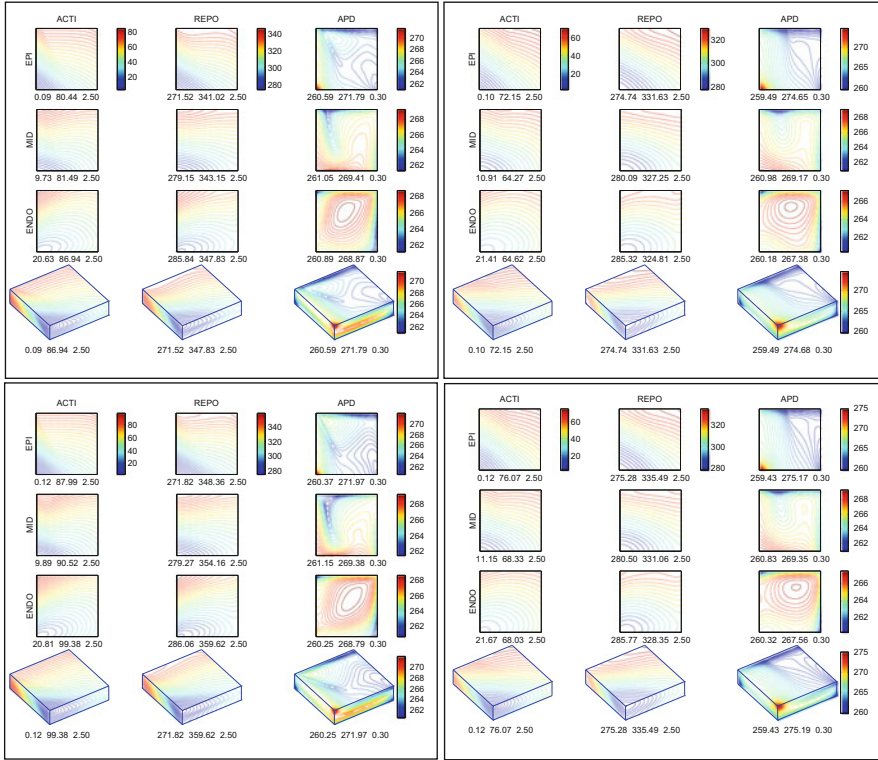 ACTI REPO APD
EPI
80 60 40 20
340 320 300 280
270 268 266 264 262
0.09 80.44 2.50 271.52 341.02 2.50 260.59 271.79 0.30
MID
268 266 264 262
9.73 81.49 2.50 279.15 343.15 2.50 261.05 269.41 0.30
ENDO
268 266 264 262
20.63 86.94 2.50 285.84 347.83 2.50 260.89 268.87 0.30
270 268 266 264 262
0.09 86.94 2.50 271.52 347.83 2.50 260.59 271.79 0.30
ACTI REPO APD
EPI
60 40 20
320 300 280
270 265 260
0.10 72.15 2.50 274.74 331.63 2.50 259.49 274.65 0.30
MID
268 266 264 262
10.91 64.27 2.50 280.09 327.25 2.50 260.98 269.17 0.30
ENDO
266 264 262
21.41 64.62 2.50 285.32 324.81 2.50 260.18 267.38 0.30
270 265 260
0.10 72.15 2.50 274.74 331.63 2.50 259.49 274.68 0.30
ACTI REPO APD
EPI
80 60 40 20
340 320 300 280
270 268 266 264 262
0.12 87.99 2.50 271.82 348.36 2.50 260.37 271.97 0.30
MID
268 266 264 262
9.89 90.52 2.50 279.27 354.16 2.50 261.15 269.38 0.30
ENDO
268 266 264 262
20.81 99.38 2.50 286.06 359.62 2.50 260.25 268.79 0.30
270 268 266 264 262
0.12 99.38 2.50 271.82 359.62 2.50 260.25 271.97 0.30
ACTI REPO APD
EPI
60 40 20
320 300 280
275 270 265 260
0.12 76.07 2.50 275.28 335.49 2.50 259.43 275.17 0.30
MID
268 266 264 262
11.15 68.33 2.50 280.50 331.06 2.50 260.83 269.35 0.30
ENDO
266 264 262
21.67 68.03 2.50 285.77 328.35 2.50 260.32 267.56 0.30
275 270 265 260
0.12 76.07 2.50 275.28 335.49 2.50 259.43 275.19 0.30